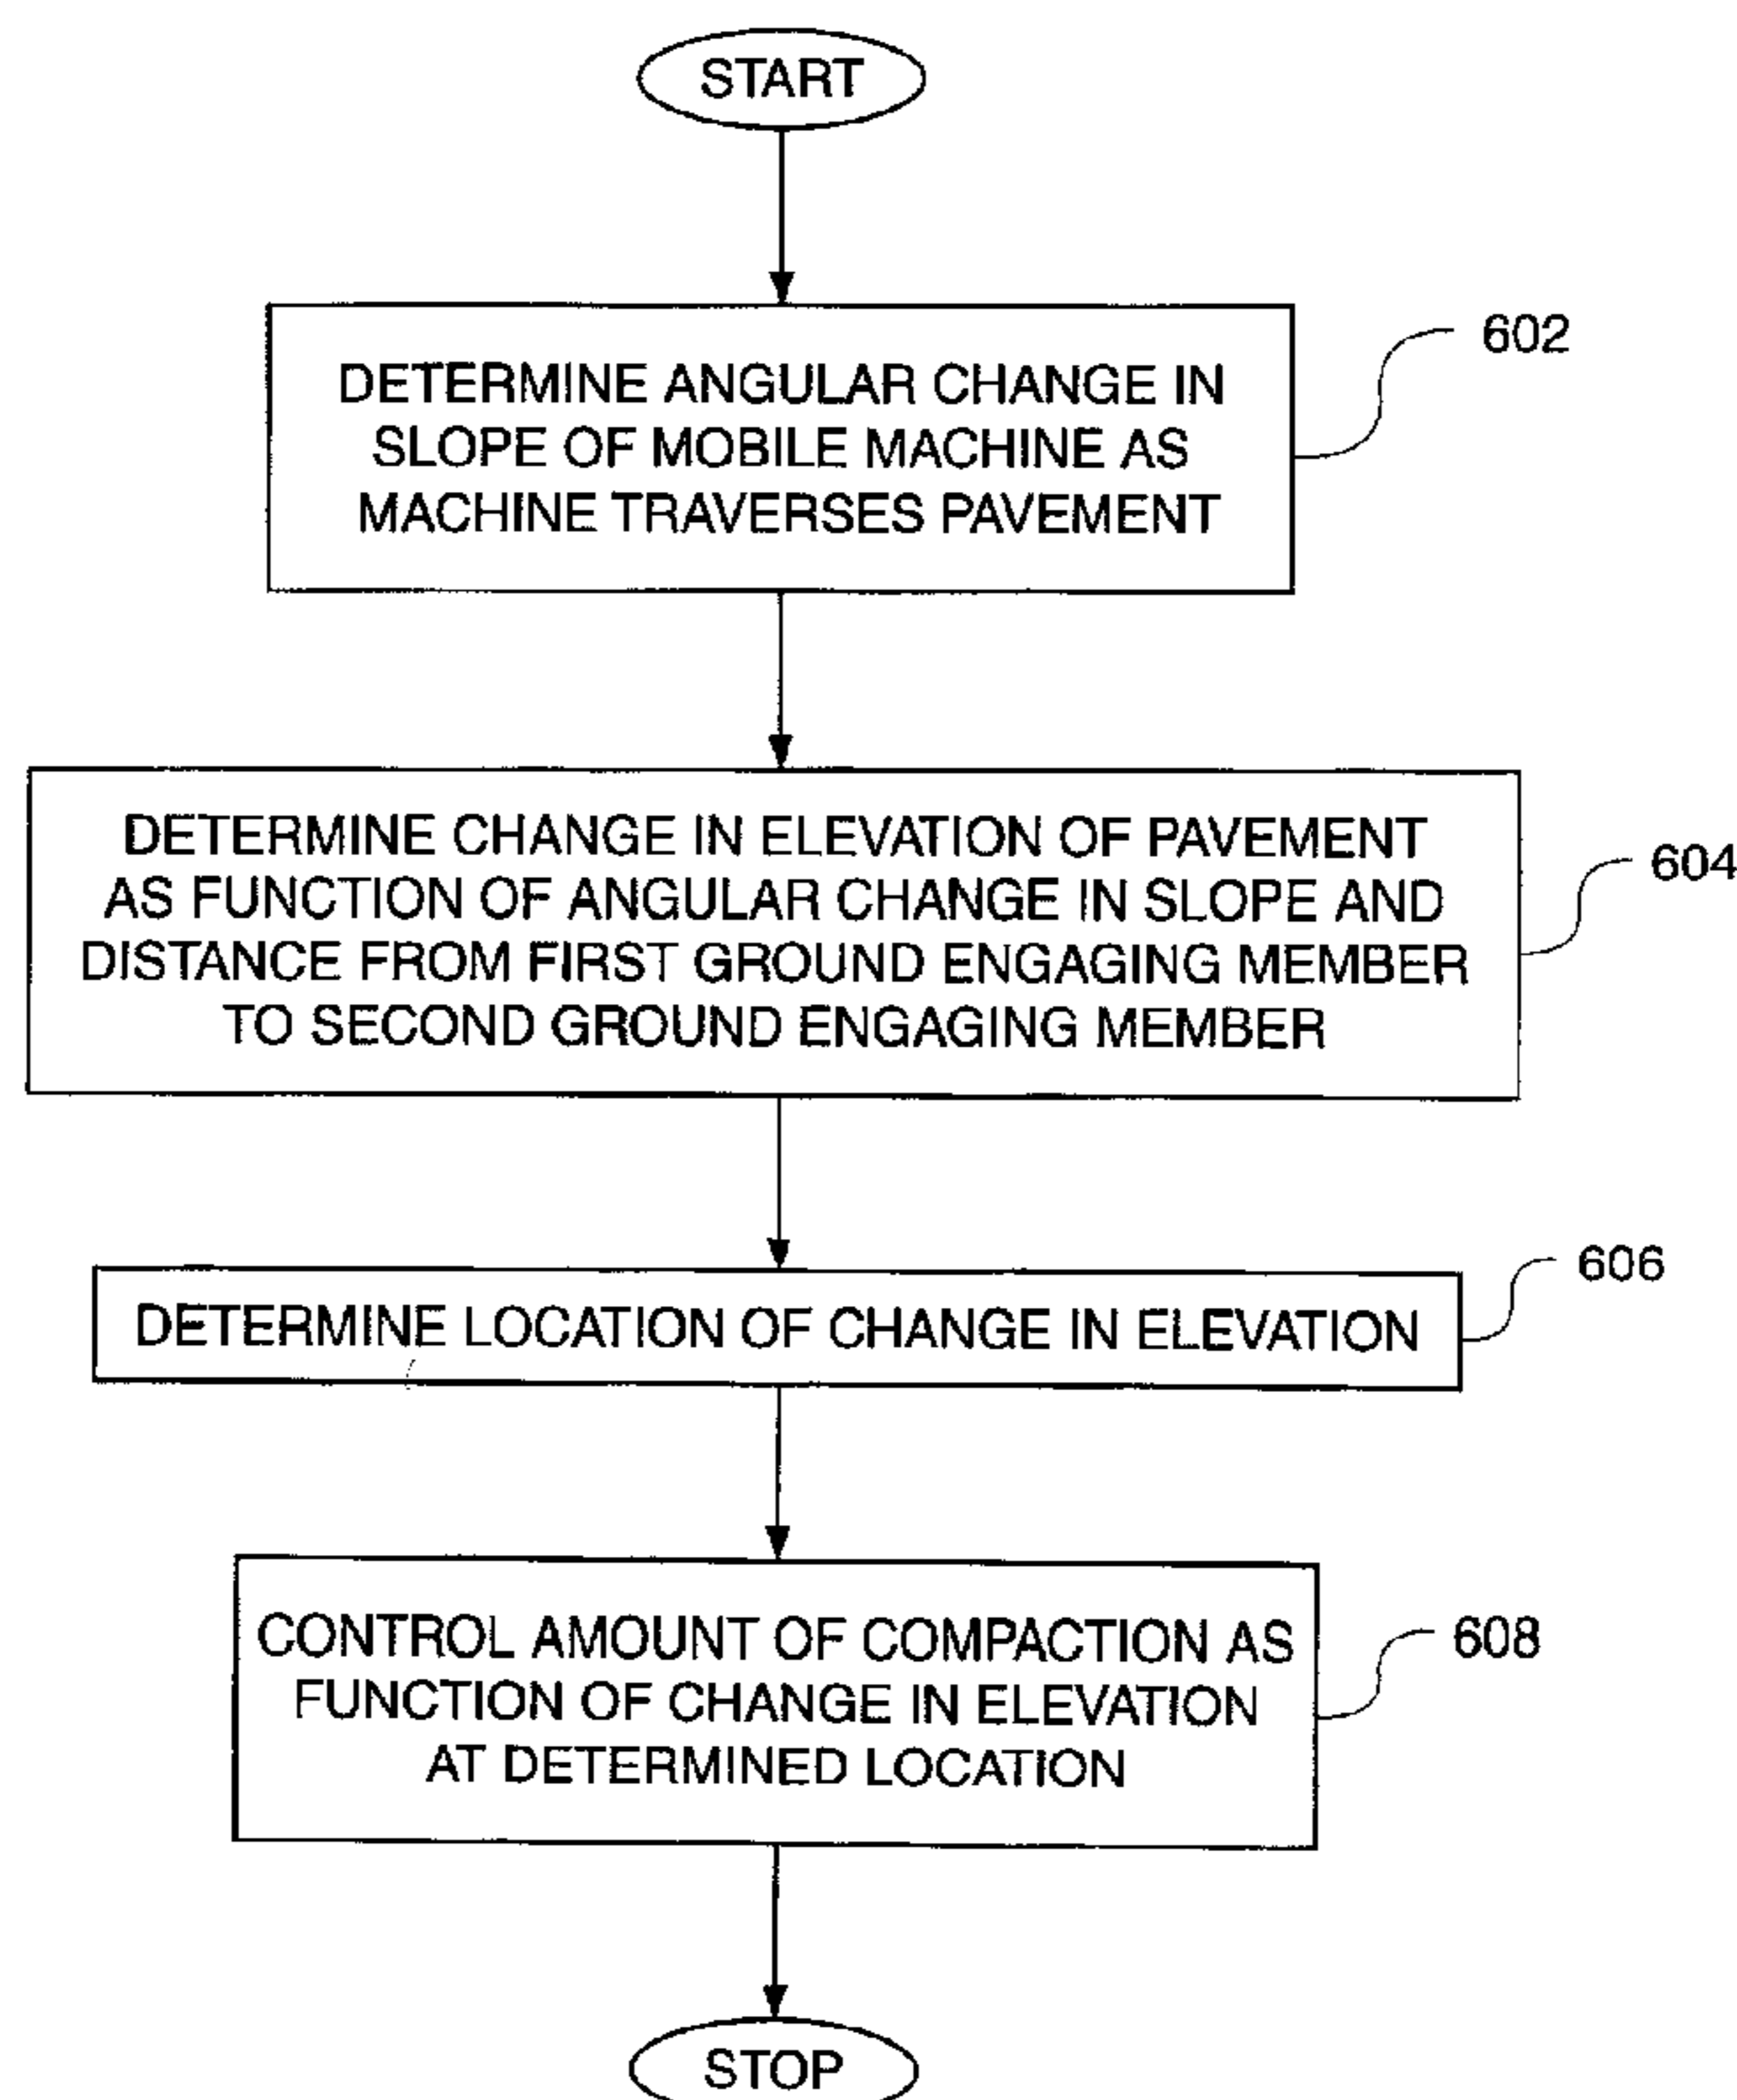 START
DETERMINE ANGULAR CHANGE IN
SLOPE OF MOBILE MACHINE AS
MACHINE TRAVERSES PAVEMENT
602
DETERMINE CHANGE IN ELEVATION OF PAVEMENT
AS FUNCTION OF ANGULAR CHANGE IN SLOPE AND
DISTANCE FROM FIRST GROUND ENGAGING MEMBER
TO SECOND GROUND ENGAGING MEMBER
604
DETERMINE LOCATION OF CHANGE IN ELEVATION
606
CONTROL AMOUNT OF COMPACTION AS
FUNCTION OF CHANGE IN ELEVATION
AT DETERMINED LOCATION
608
STOP